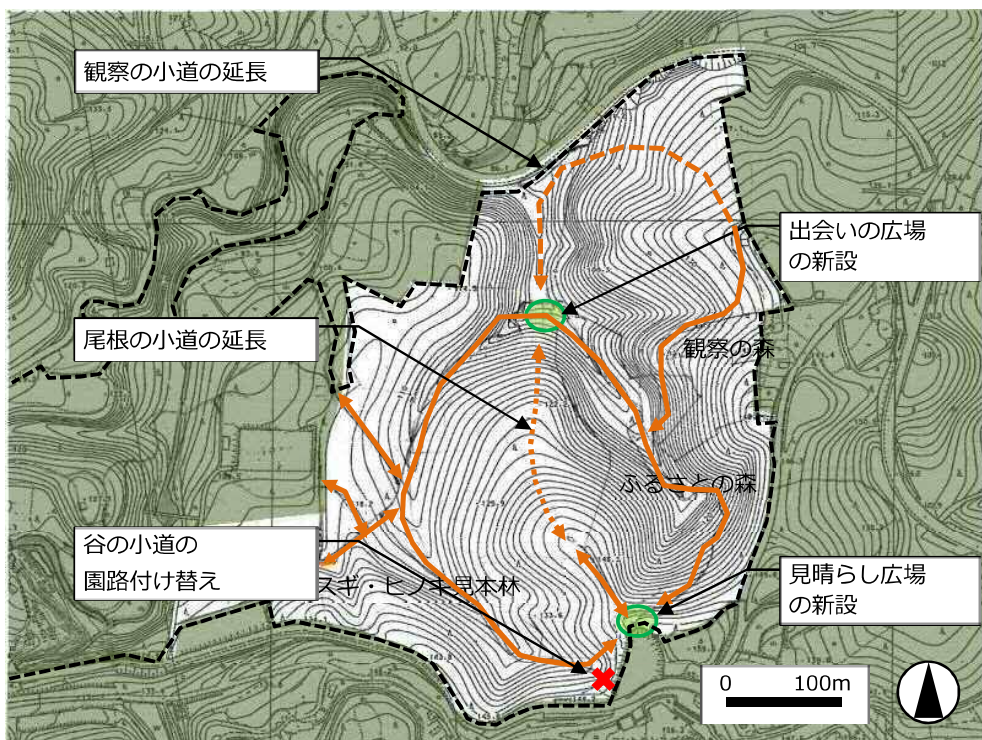 観察の小道の延長
出会いの広場
の新設
尾根の小道の延長
観察の森
ふるさとの森
谷の小道の
園路付け替え
スギ・ヒノキ見本林
見晴らし広場
の新設
0 100m